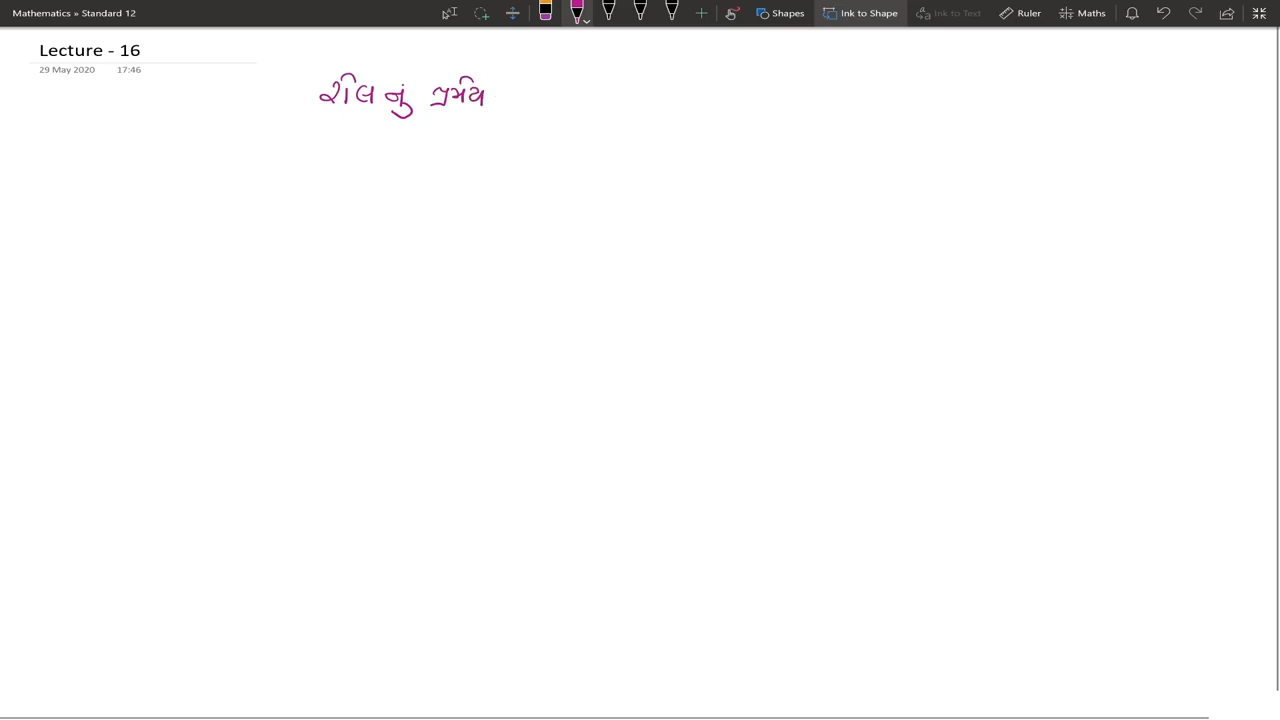 Mathematics » Standard 12
Shapes
Ink to Shape
Ink to Text
Ruler
Maths
Lecture - 16
29 May 2020 17:46
રોલ નું પ્રમેય